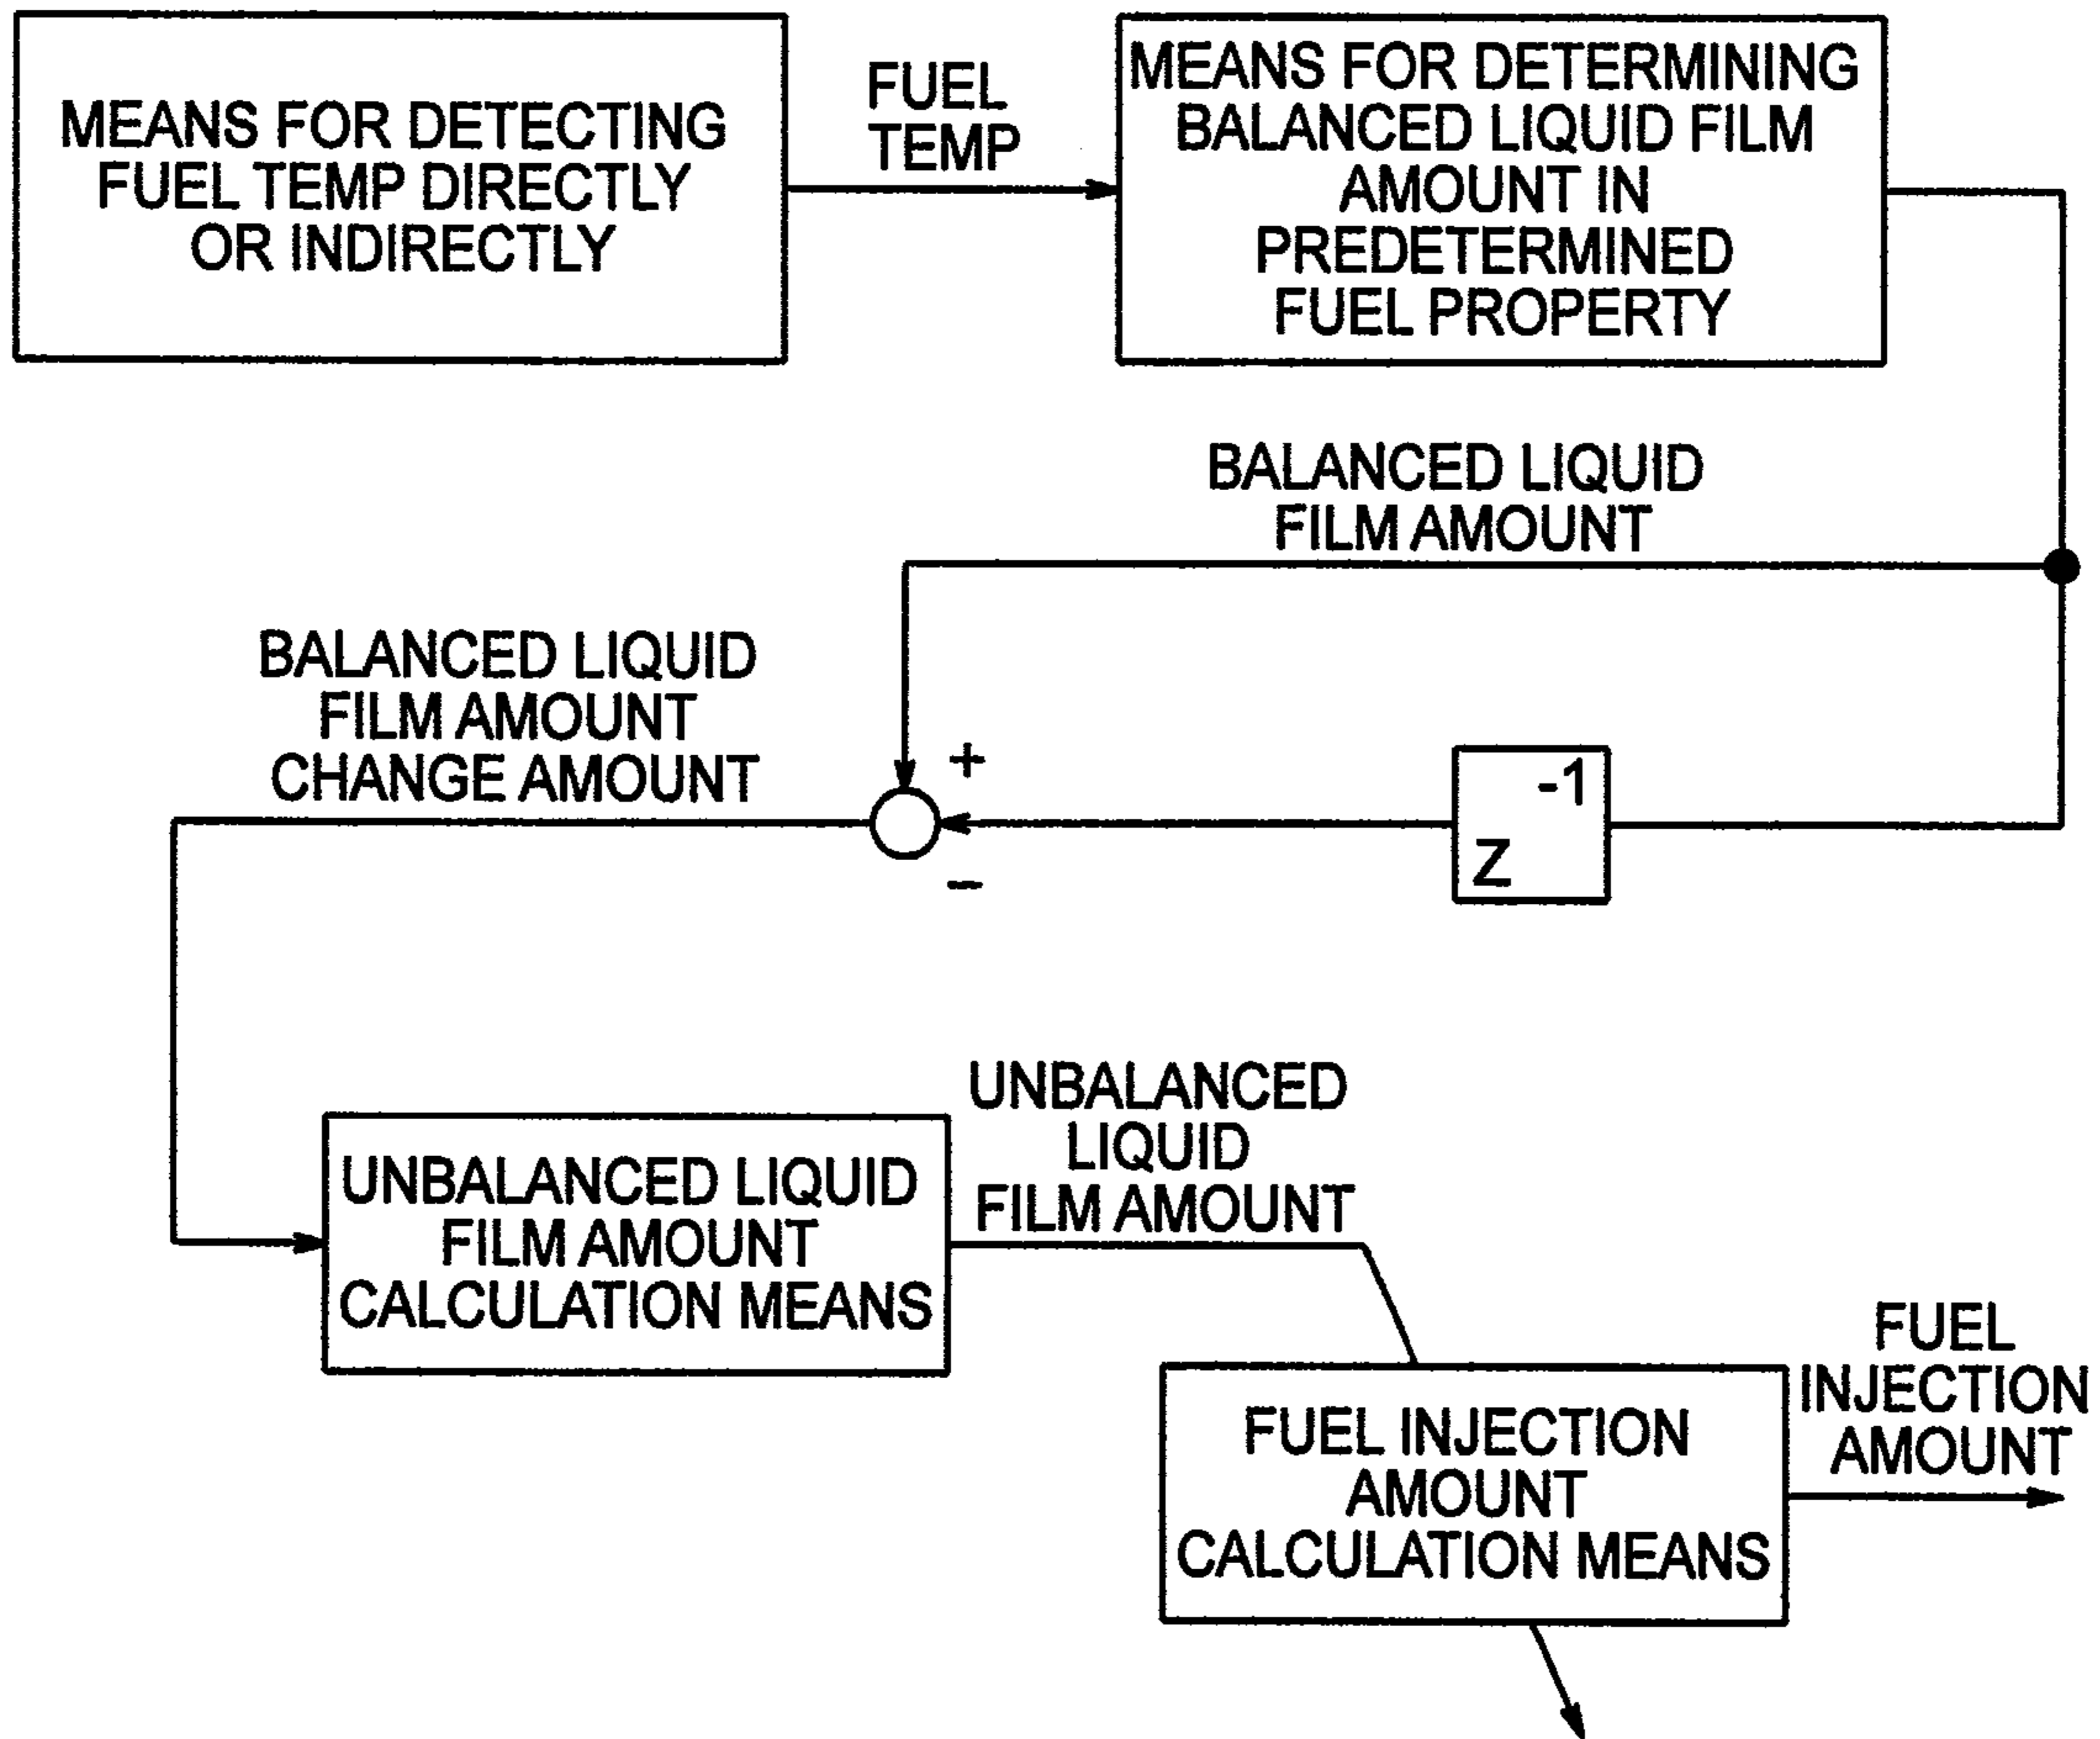 MEANS FOR DETECTING
FUEL TEMP DIRECTLY
OR INDIRECTLY
FUEL
TEMP
MEANS FOR DETERMINING
BALANCED LIQUID FILM
AMOUNT IN
PREDETERMINED
FUEL PROPERTY
BALANCED LIQUID
FILM AMOUNT
BALANCED LIQUID
FILM AMOUNT
CHANGE AMOUNT
+
−
-1
Z
UNBALANCED LIQUID
FILM AMOUNT
CALCULATION MEANS
UNBALANCED
LIQUID
FILM AMOUNT
FUEL INJECTION
AMOUNT
CALCULATION MEANS
FUEL
INJECTION
AMOUNT